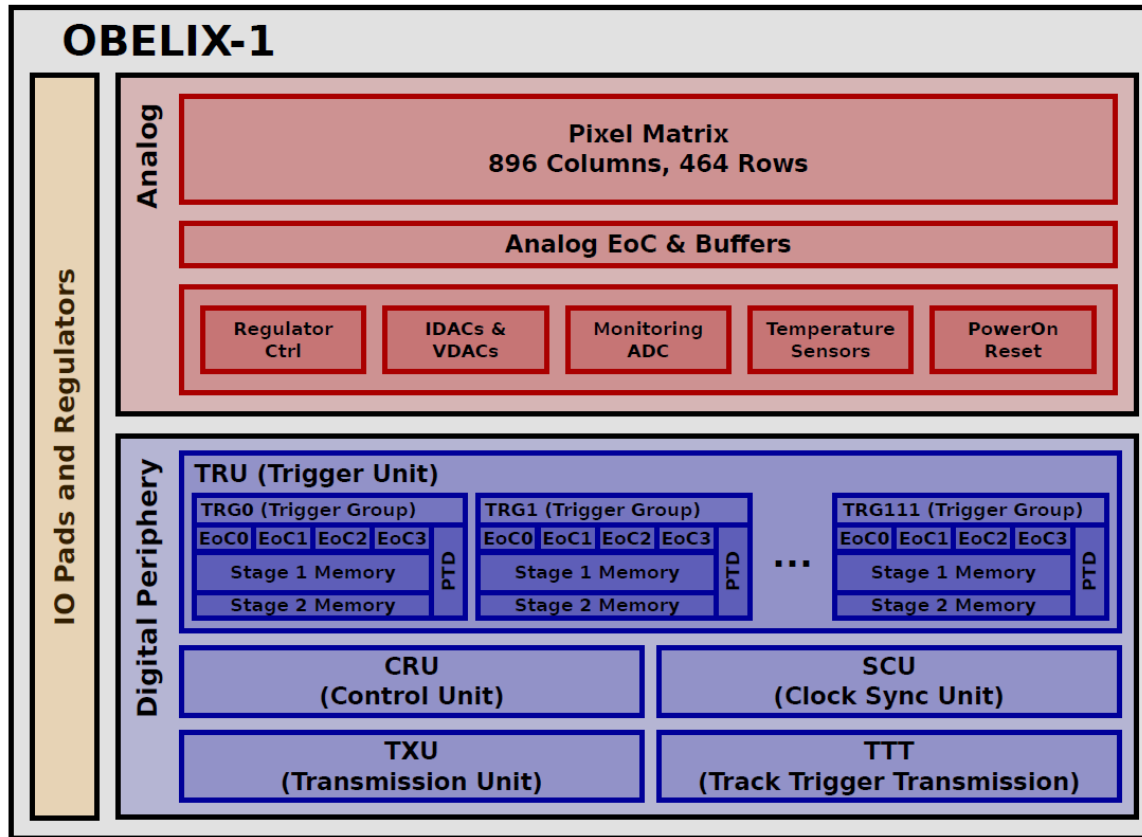 OBELIX-1
IO Pads and Regulators
Analog
Pixel Matrix
896 Columns, 464 Rows
Analog EoC & Buffers
Regulator
Ctrl
IDACs &
VDACs
Monitoring
ADC
Temperature
Sensors
PowerOn
Reset
Digital Periphery
TRU (Trigger Unit)
TRG0 (Trigger Group)
EoC0 EoC1 EoC2 EoC3
Stage 1 Memory
Stage 2 Memory
PTD
TRG1 (Trigger Group)
EoC0 EoC1 EoC2 EoC3
Stage 1 Memory
Stage 2 Memory
PTD
...
TRG111 (Trigger Group)
EoC0 EoC1 EoC2 EoC3
Stage 1 Memory
Stage 2 Memory
PTD
CRU
(Control Unit)
SCU
(Clock Sync Unit)
TXU
(Transmission Unit)
TTT
(Track Trigger Transmission)